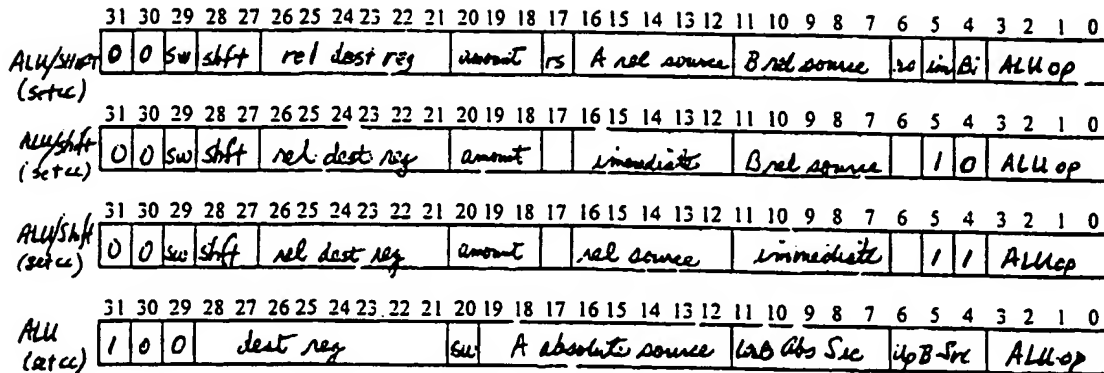 31 30 29 28 27 26 25 24 23 22 21 20 19 18 17 16 15 14 13 12 11 10 9 8 7 6 5 4 3 2 1 0
ALU/SHIFT (setcc) 0 0 sw shft rel dest reg amount rs A rel source B rel source im Bi ALU op
31 30 29 28 27 26 25 24 23 22 21 20 19 18 17 16 15 14 13 12 11 10 9 8 7 6 5 4 3 2 1 0
ALU/Shft (setcc) 0 0 sw shft rel dest reg amount immediate B rel source 1 0 ALU op
31 30 29 28 27 26 25 24 23 22 21 20 19 18 17 16 15 14 13 12 11 10 9 8 7 6 5 4 3 2 1 0
ALU/Shft (setcc) 0 0 sw shft rel dest reg amount rel source immediate 1 1 ALU op
31 30 29 28 27 26 25 24 23 22 21 20 19 18 17 16 15 14 13 12 11 10 9 8 7 6 5 4 3 2 1 0
ALU (setcc) 1 0 0 dest reg sw A absolute source B Abs Src B-Src ALU-op